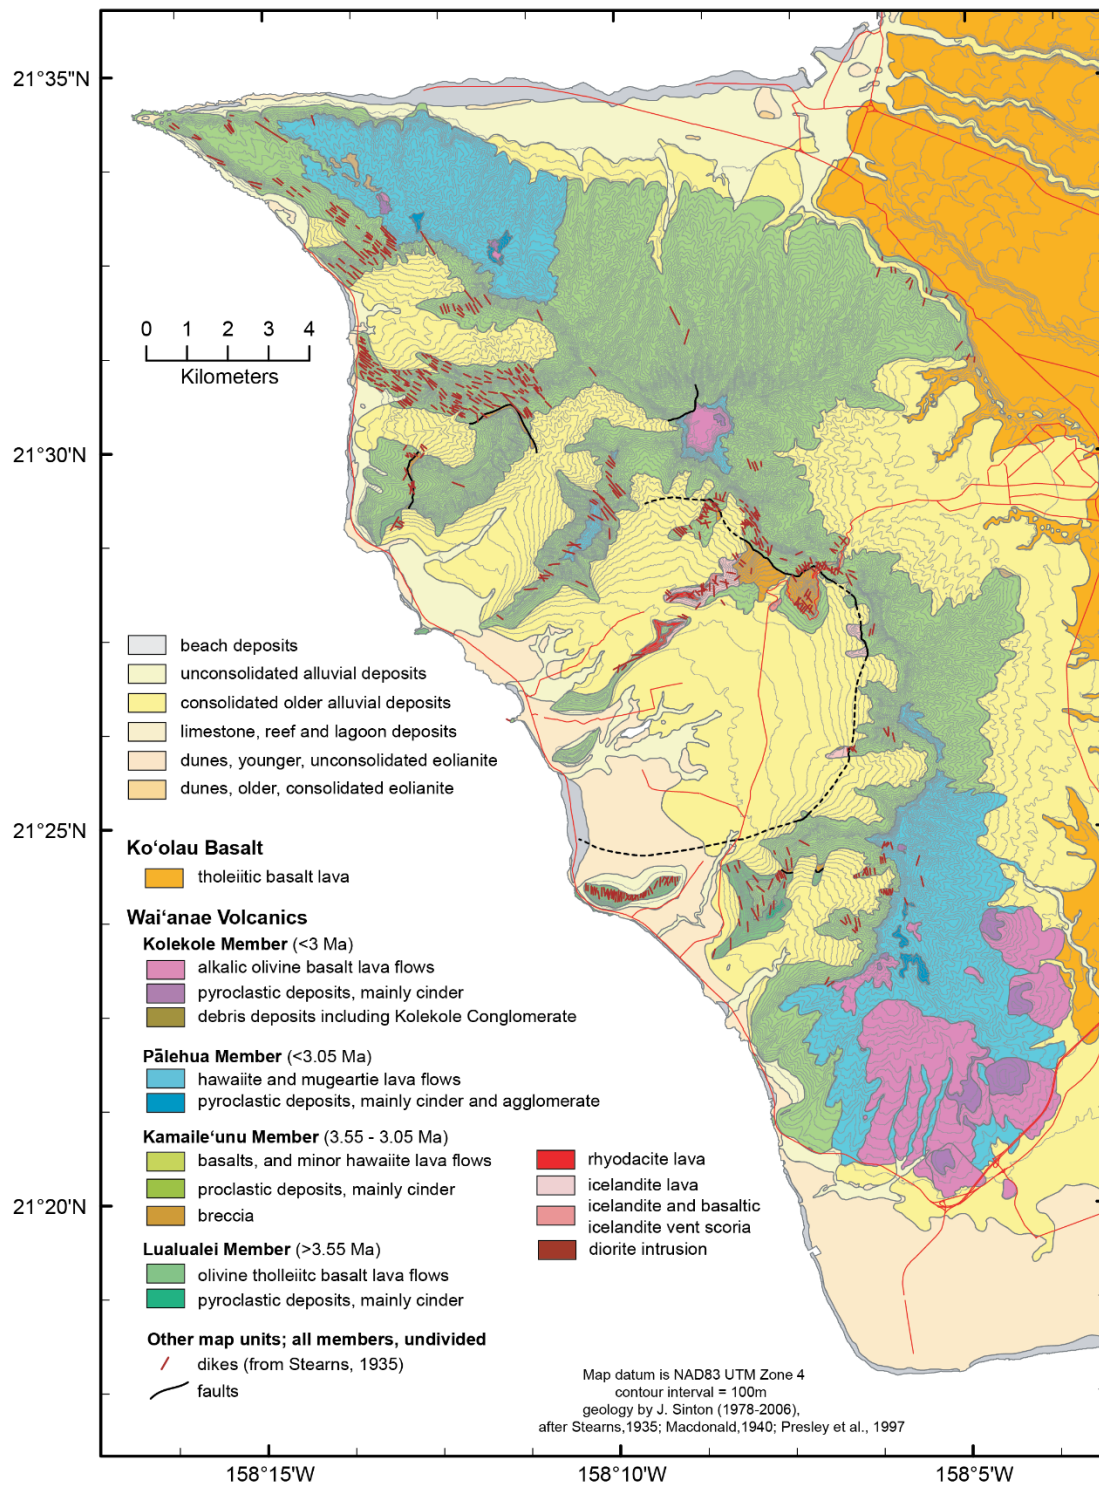 21°35"N
0 1 2 3 4
Kilometers
21°30"N
beach deposits
unconsolidated alluvial deposits
consolidated older alluvial deposits
limestone, reef and lagoon deposits
dunes, younger, unconsolidated eolianite
dunes, older, consolidated eolianite
21°25"N
Koʻolau Basalt
tholeiitic basalt lava
Waiʻanae Volcanics
Kolekole Member (<3 Ma)
alkalic olivine basalt lava flows
pyroclastic deposits, mainly cinder
debris deposits including Kolekole Conglomerate
Pālehua Member (<3.05 Ma)
hawaiite and mugeartie lava flows
pyroclastic deposits, mainly cinder and agglomerate
Kamaileʻunu Member (3.55 - 3.05 Ma)
basalts, and minor hawaiite lava flows
proclastic deposits, mainly cinder
breccia
rhyodacite lava
icelandite lava
icelandite and basaltic
icelandite vent scoria
diorite intrusion
21°20'N
Lualualei Member (>3.55 Ma)
olivine tholleiitc basalt lava flows
pyroclastic deposits, mainly cinder
Other map units; all members, undivided
dikes (from Stearns, 1935)
faults
Map datum is NAD83 UTM Zone 4
contour interval = 100m
geology by J. Sinton (1978-2006),
after Stearns,1935; Macdonald,1940; Presley et al., 1997
158°15'W 158°10'W 158°5'W